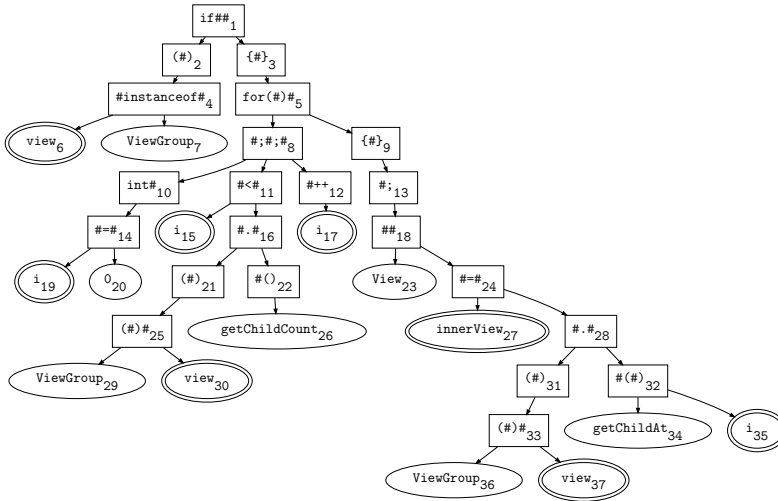 if##1
(#)2 {#}3
#instanceof#4 for(#)#5
view6 ViewGroup7 #;#;#8 {#}9
int#10 #<#11 #++12 #;13
#=#14 i15 #.#16 i17 ##18
i19 020 (#)21 #()22 View23 #=#24
(#)#25 getChildCount26 innerView27 #.#28
ViewGroup29 view30 (#)31 #(#)32
(#)#33 getChildAt34 i35
ViewGroup36 view37